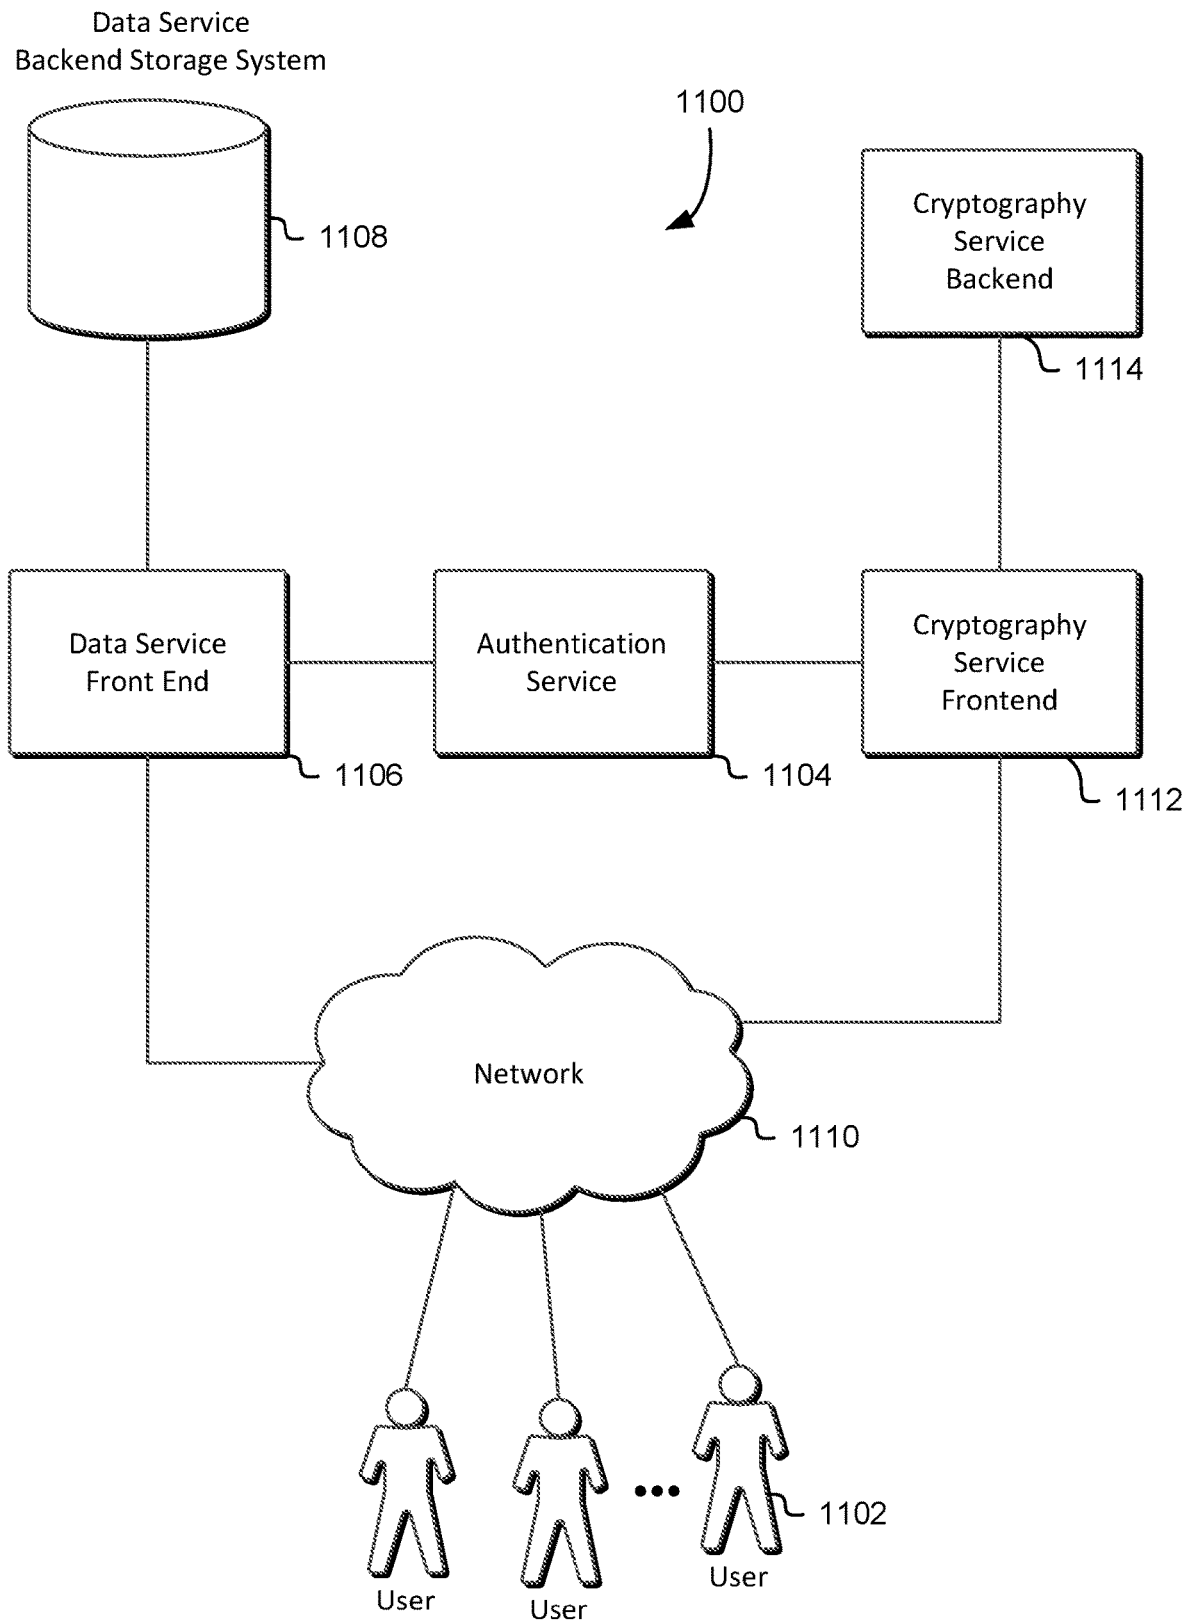 Data Service
Backend Storage System
1100
1108
Cryptography
Service
Backend
1114
Data Service
Front End
1106
Authentication
Service
1104
Cryptography
Service
Frontend
1112
Network
1110
1102
User
User
User